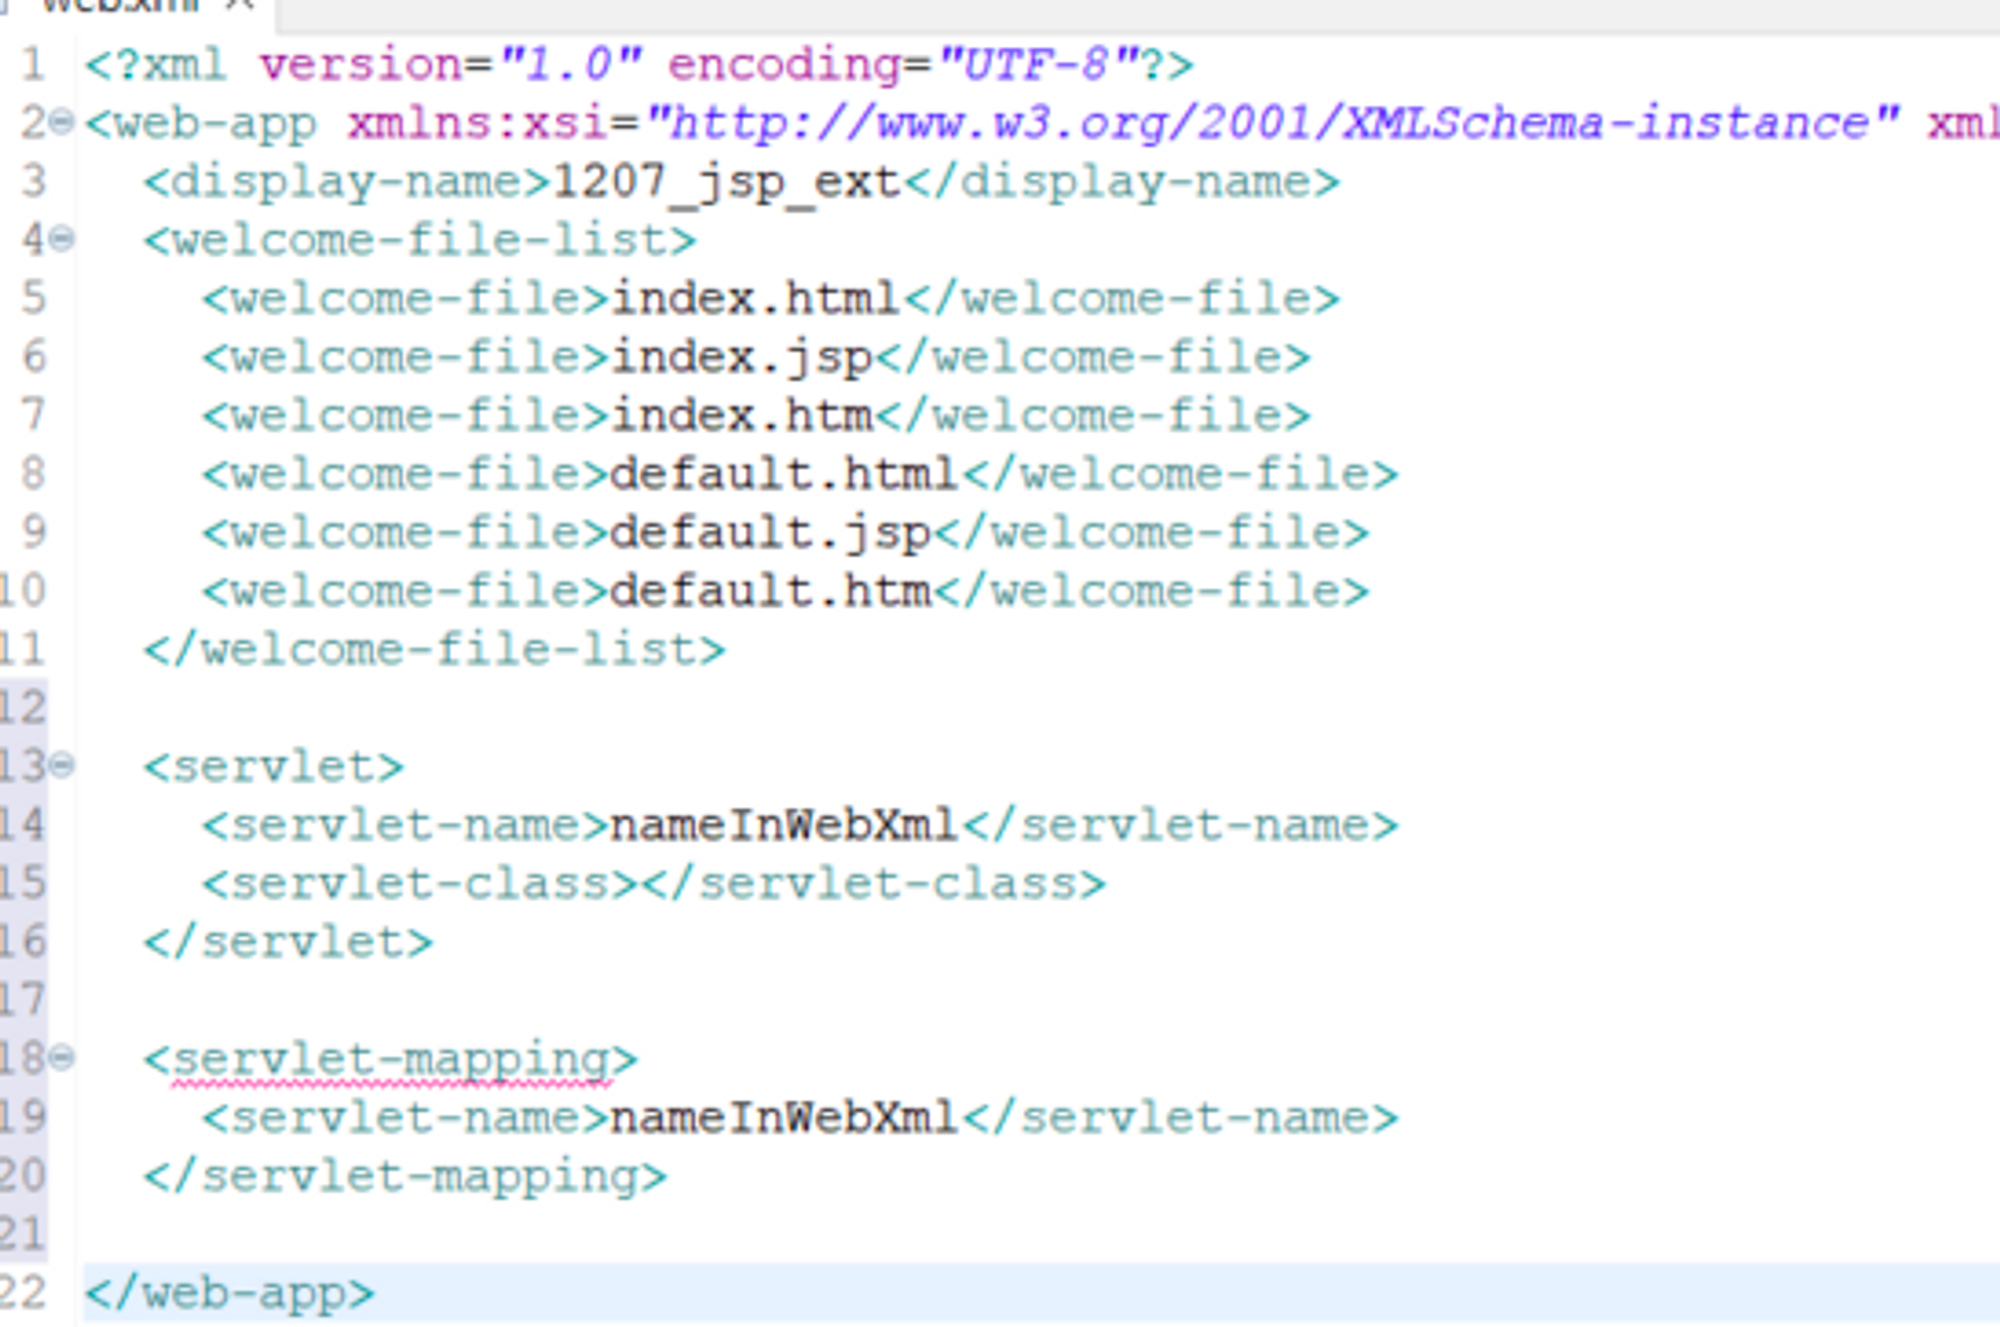 web.xml
1 <?xml version="1.0" encoding="UTF-8"?>
2 <web-app xmlns:xsi="http://www.w3.org/2001/XMLSchema-instance" xml
3 <display-name>1207_jsp_ext</display-name>
4 <welcome-file-list>
5 <welcome-file>index.html</welcome-file>
6 <welcome-file>index.jsp</welcome-file>
7 <welcome-file>index.htm</welcome-file>
8 <welcome-file>default.html</welcome-file>
9 <welcome-file>default.jsp</welcome-file>
10 <welcome-file>default.htm</welcome-file>
11 </welcome-file-list>
12
13 <servlet>
14 <servlet-name>nameInWebXml</servlet-name>
15 <servlet-class></servlet-class>
16 </servlet>
17
18 <servlet-mapping>
19 <servlet-name>nameInWebXml</servlet-name>
20 </servlet-mapping>
21
22 </web-app>